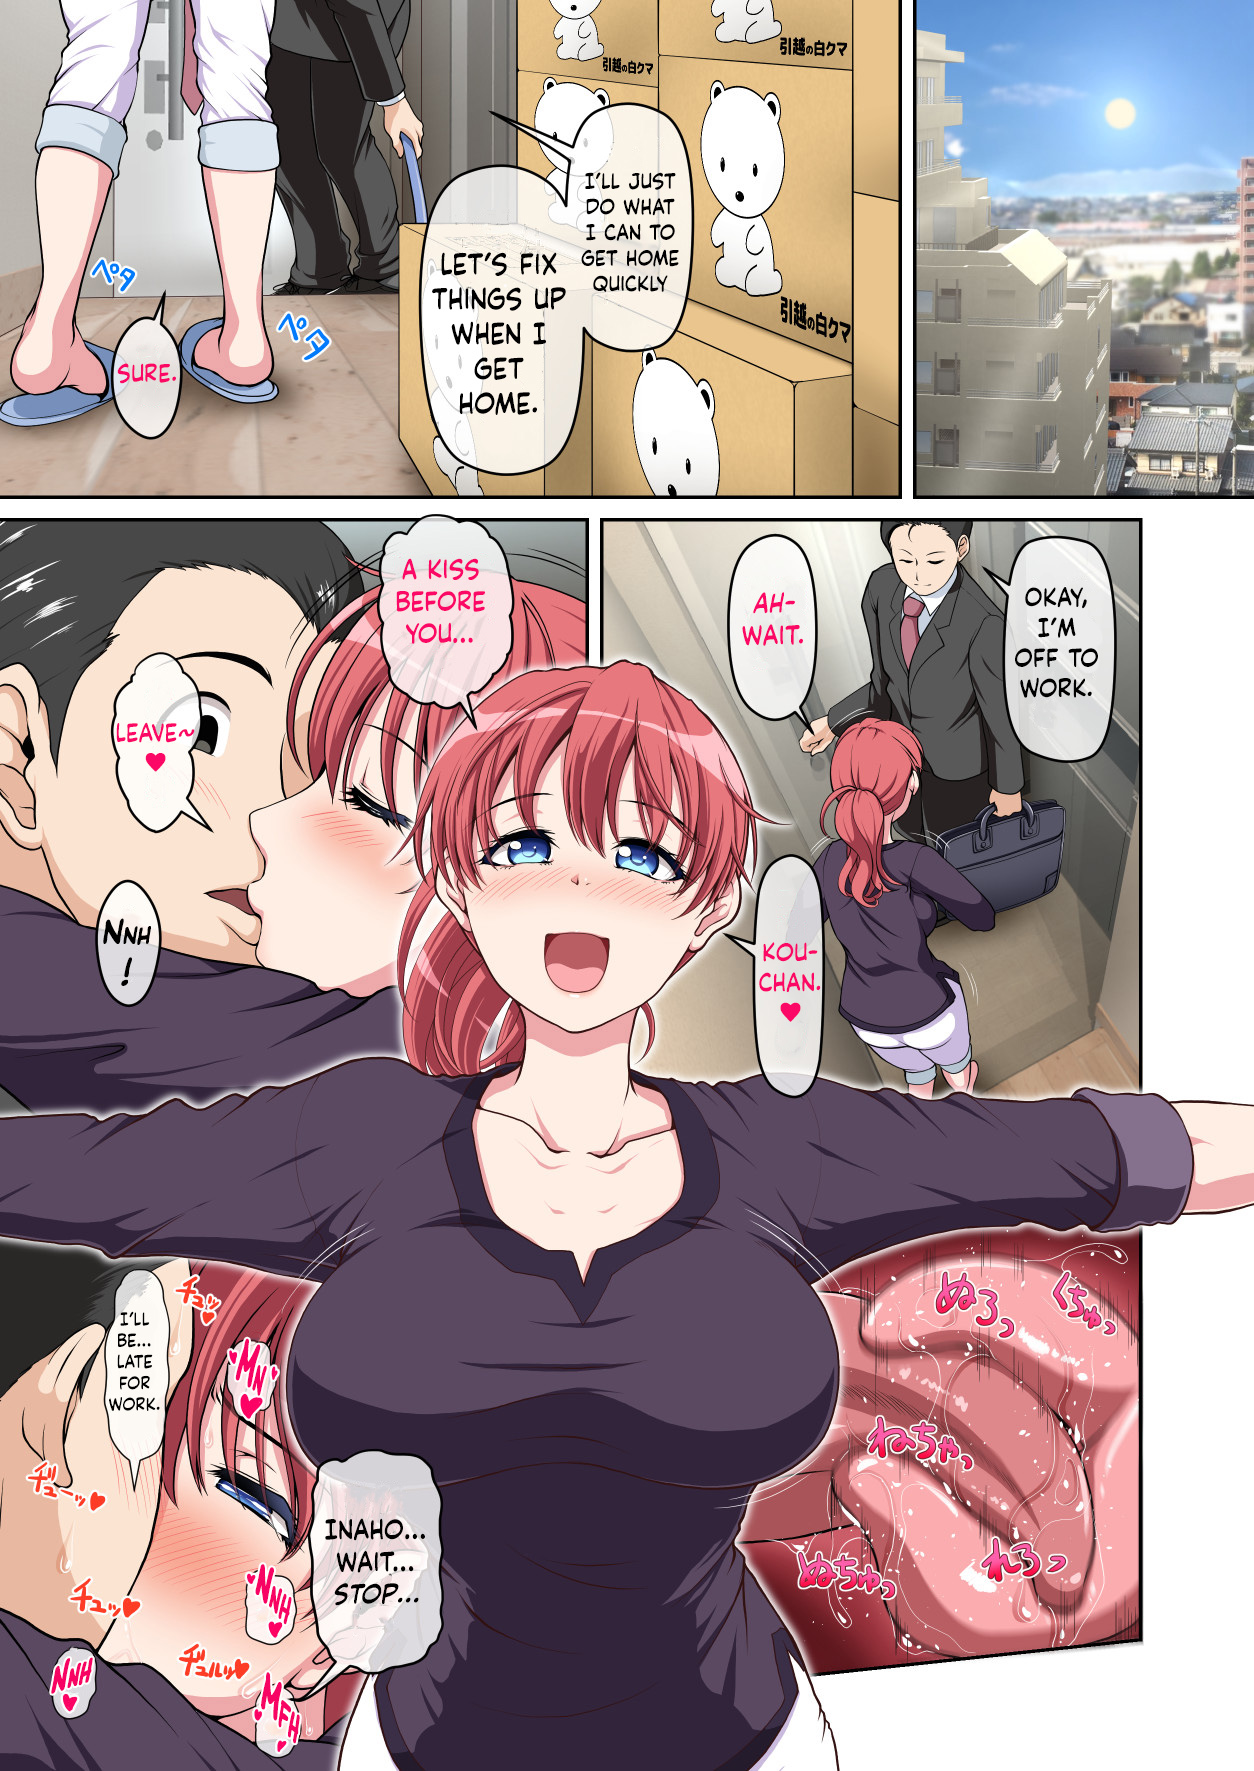 引越の白クマ
引越の白クマ
引越の白クマ
I'LL JUST
DO WHAT
I CAN TO
GET HOME
QUICKLY
LET'S FIX
THINGS UP
WHEN I
GET
HOME.
ペタ
ペタ
SURE.
OKAY,
I'M
OFF TO
WORK.
AH-
WAIT.
KOU-
CHAN.
A KISS
BEFORE
YOU...
LEAVE~
NNH
!
ぬろっ
くちゅっ
ねちゃっ
れろっ
ぬちゅっ
チュッ
I'LL
BE...
LATE
FOR
WORK.
MN
ヂューッ
INAHO...
WAIT...
STOP...
チュッ
NNH
ヂュルッ
NNH
MFH